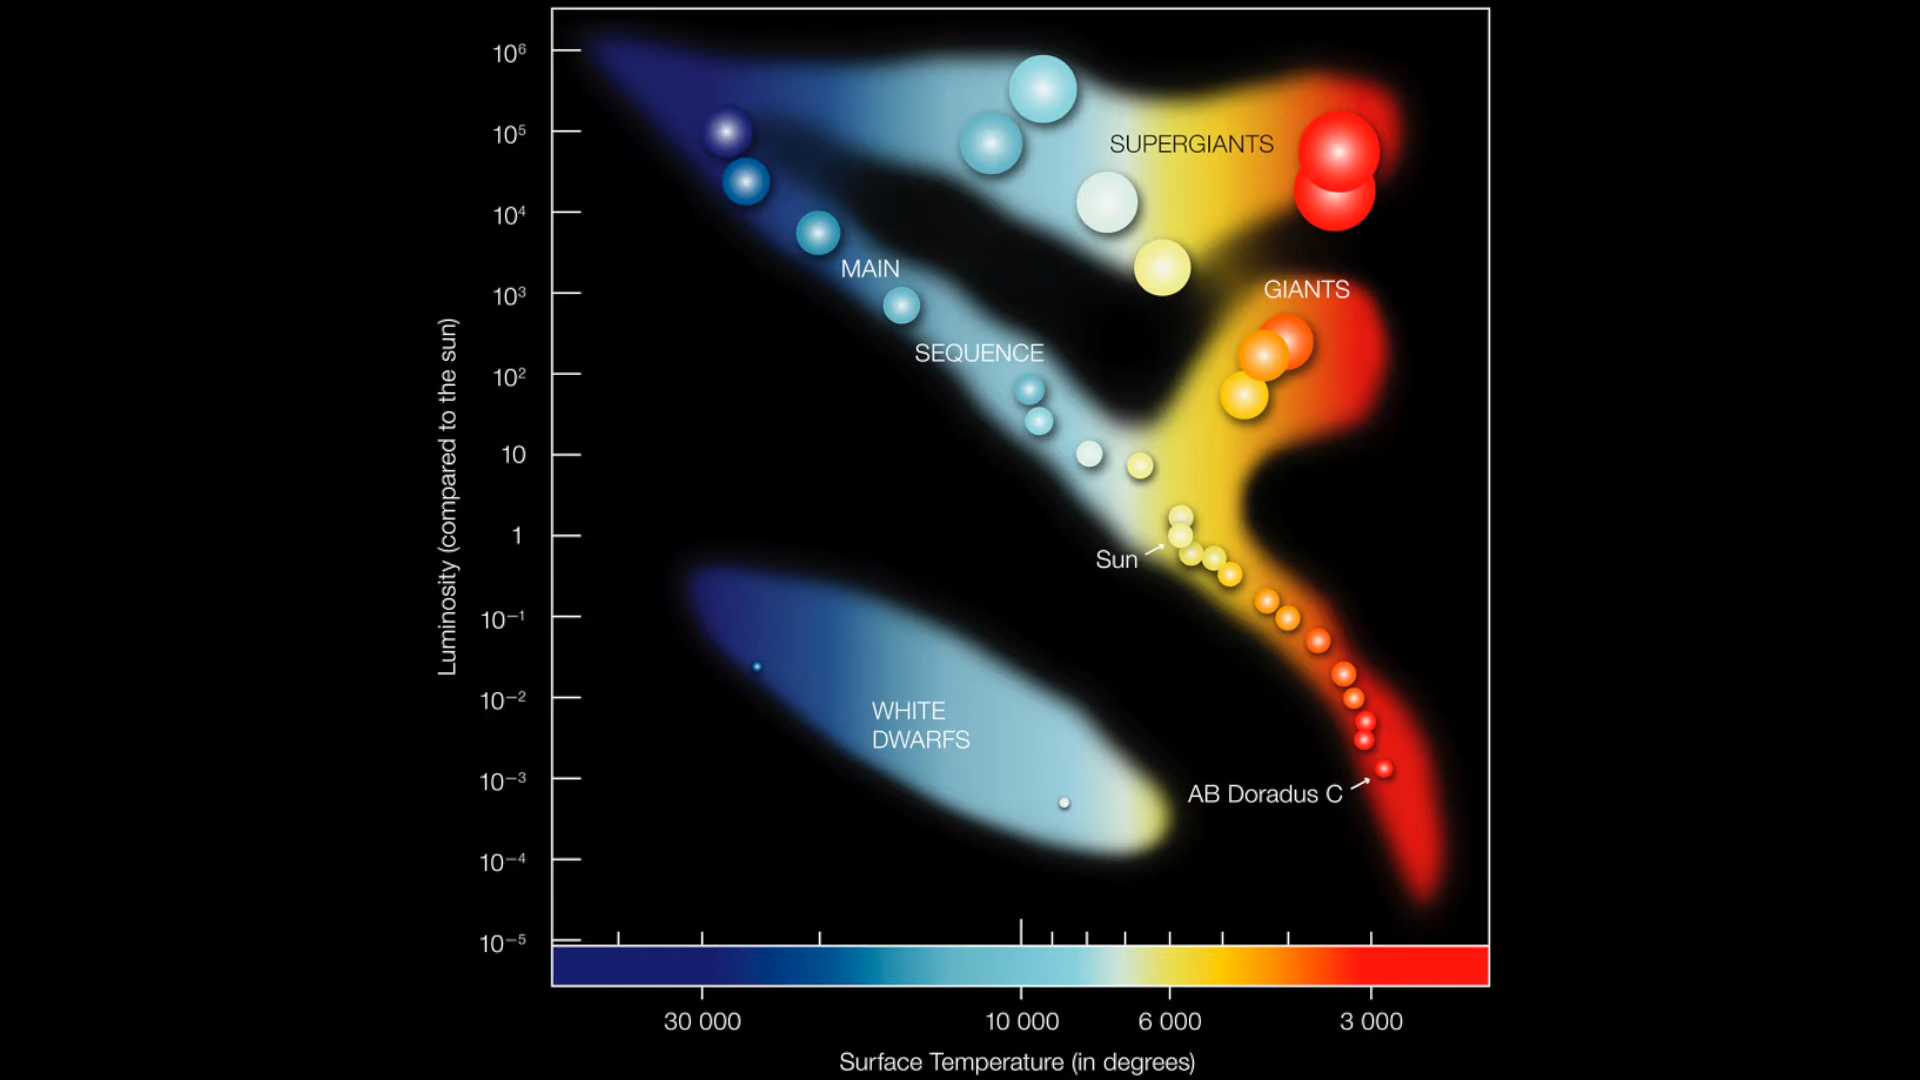 10⁶
10⁵
10⁴
10³
10²
10
1
10⁻¹
10⁻²
10⁻³
10⁻⁴
10⁻⁵
Luminosity (compared to the sun)
SUPERGIANTS
MAIN
GIANTS
SEQUENCE
Sun
WHITE
DWARFS
AB Doradus C
30 000 10 000 6 000 3 000
Surface Temperature (in degrees)